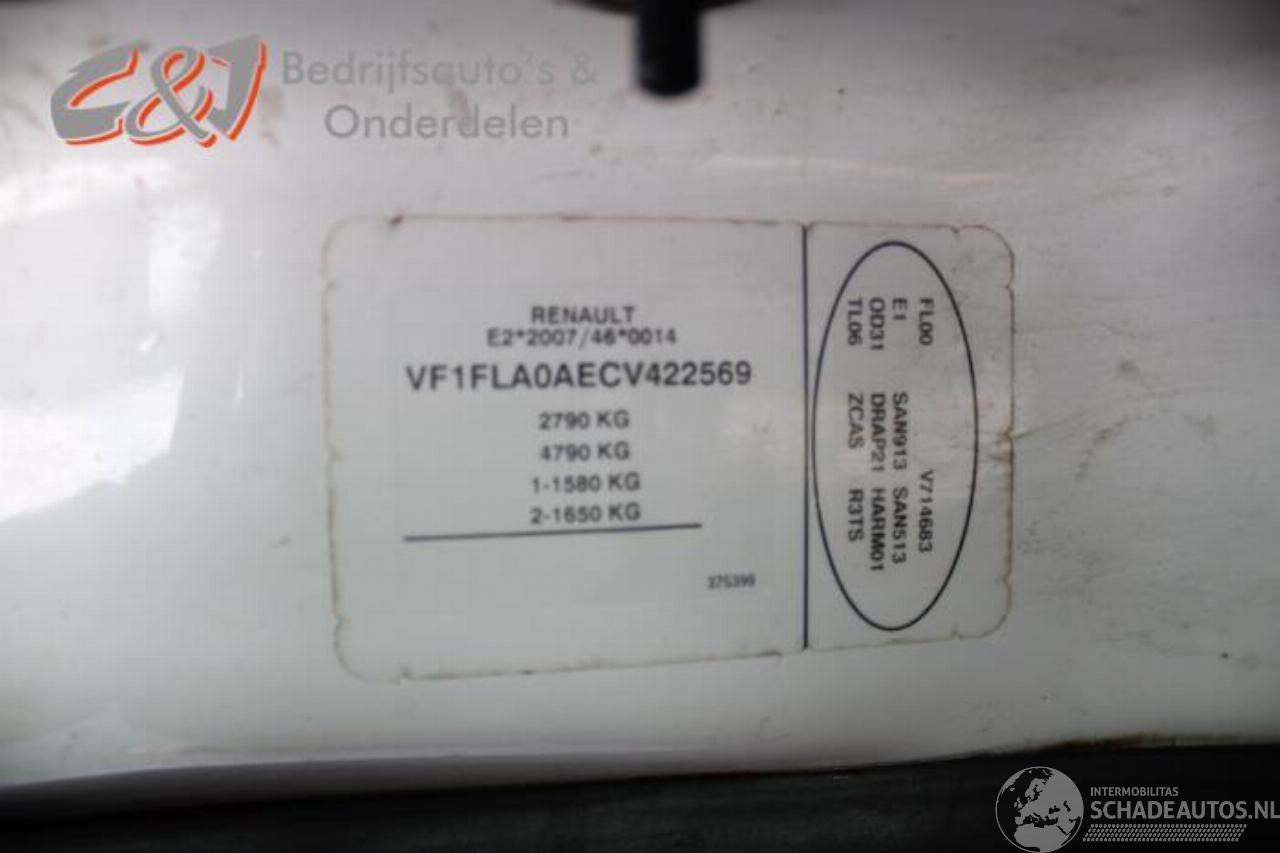 C&J Bedrijfsauto's &
Onderdelen
RENAULT
E2*2007/46*0014
VF1FLA0AECV422569
2790 KG
4790 KG
1-1580 KG
2-1650 KG
375399
FL00 V714683
E1 SAN913 SAN513
OD31 DRAP21 HARM01
TL06 ZCAS R3TS
INTERMOBILITAS
SCHADEAUTOS.NL